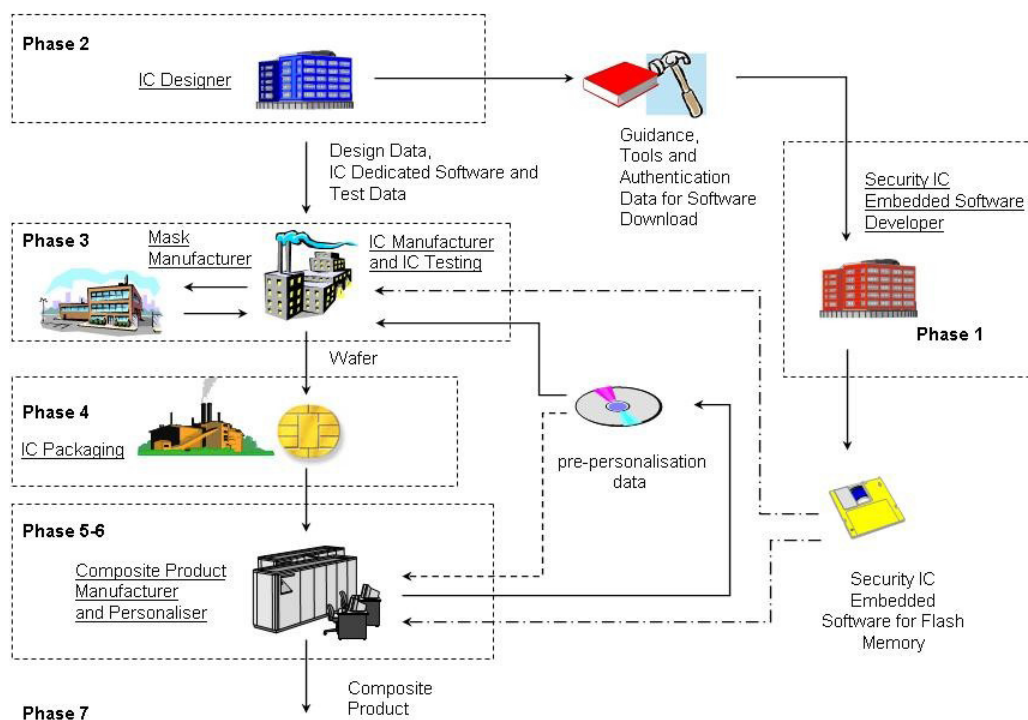 Phase 2
IC Designer
Guidance,
Tools and
Authentication
Data for Software
Download
Design Data,
IC Dedicated Software and
Test Data
Security IC
Embedded Software
Developer
Phase 1
Phase 3
Mask
Manufacturer
IC Manufacturer
and IC Testing
Wafer
Phase 4
IC Packaging
pre-personalisation
data
Phase 5-6
Composite Product
Manufacturer
and Personaliser
Security IC
Embedded
Software for Flash
Memory
Composite
Product
Phase 7